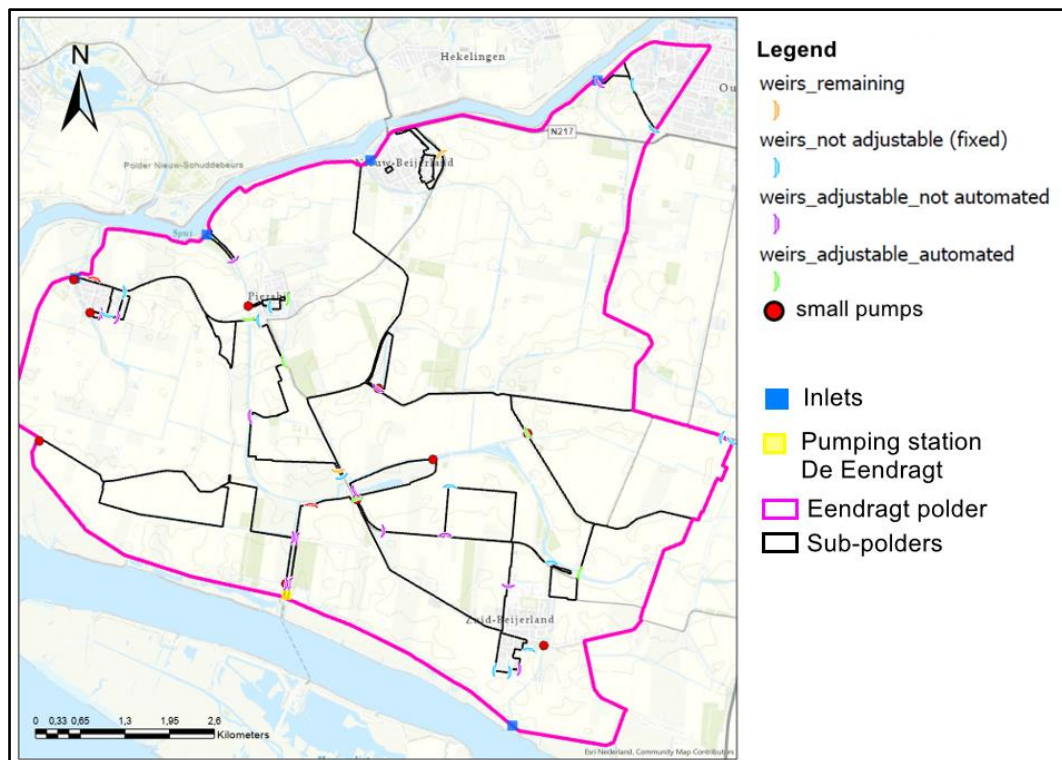 N
Hekelingen
Ou
N217
Polder Nieuw-Schuddebeurs
Nieuw-Beijerland
Spui
Piershil
Zuid-Beijerland
0 0,33 0,65 1,3 1,95 2,6
Kilometers
Esri Nederland, Community Map Contributors
Legend
weirs_remaining
weirs_not adjustable (fixed)
weirs_adjustable_not automated
weirs_adjustable_automated
small pumps
Inlets
Pumping station
De Eendragt
Eendragt polder
Sub-polders